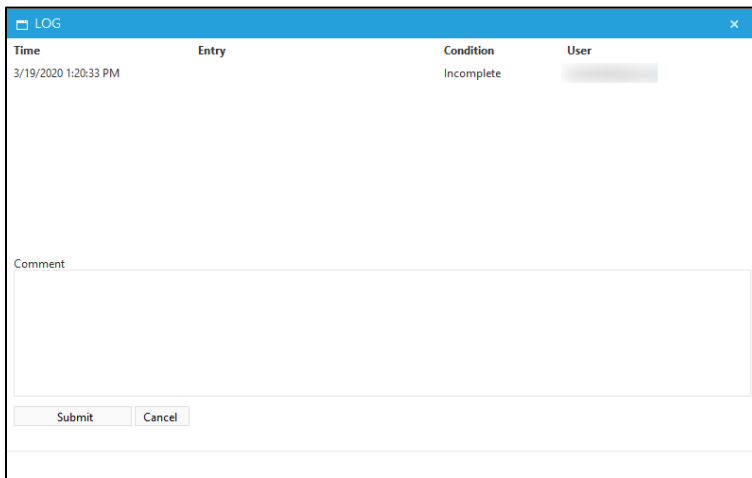 LOG
Time Entry Condition User
3/19/2020 1:20:33 PM Incomplete
Comment
Submit Cancel